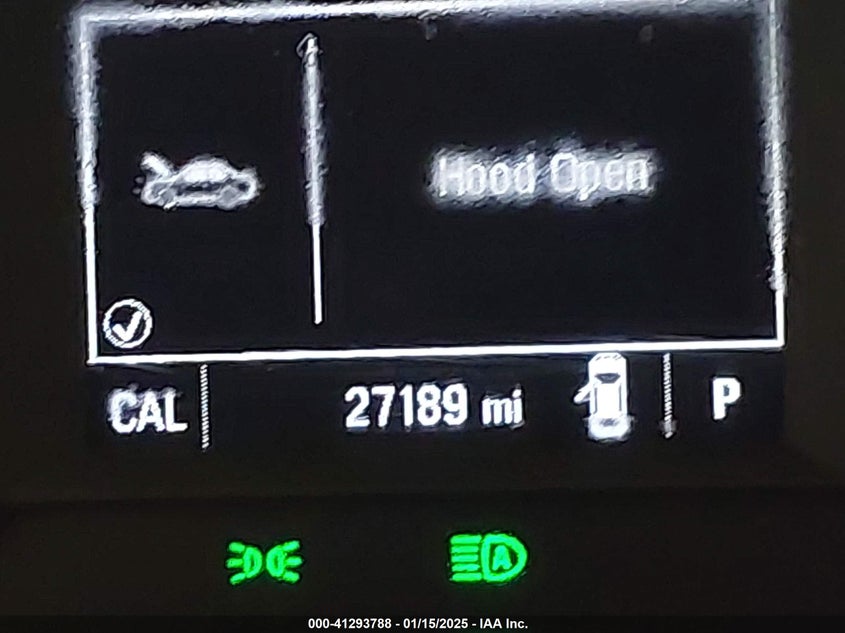 Hood Open
CAL 27189 mi P
A
000-41293788 - 01/15/2025 - IAA Inc.